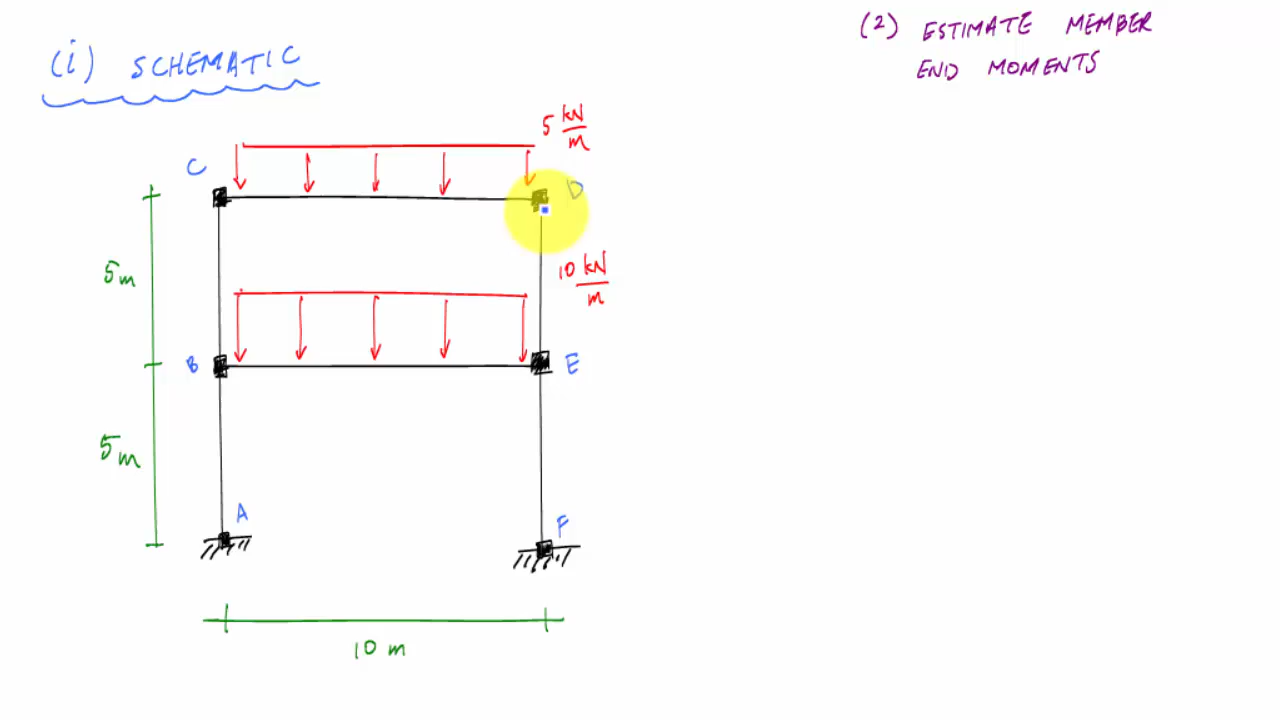 (i) SCHEMATIC
(2) ESTIMATE MEMBER
END MOMENTS
5 kN/m
C
D
5m
10 kN/m
B
E
5m
A
F
10 m